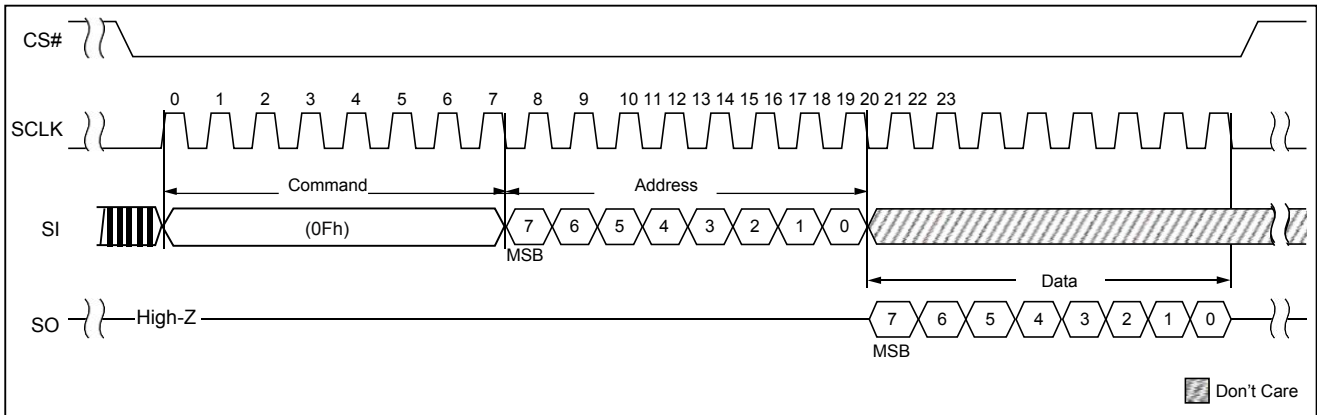 CS#
0 1 2 3 4 5 6 7 8 9 10 11 12 13 14 15 16 17 18 19 20 21 22 23
SCLK
Command Address
SI (0Fh) 7 6 5 4 3 2 1 0
MSB
Data
SO High-Z 7 6 5 4 3 2 1 0
MSB
Don't Care